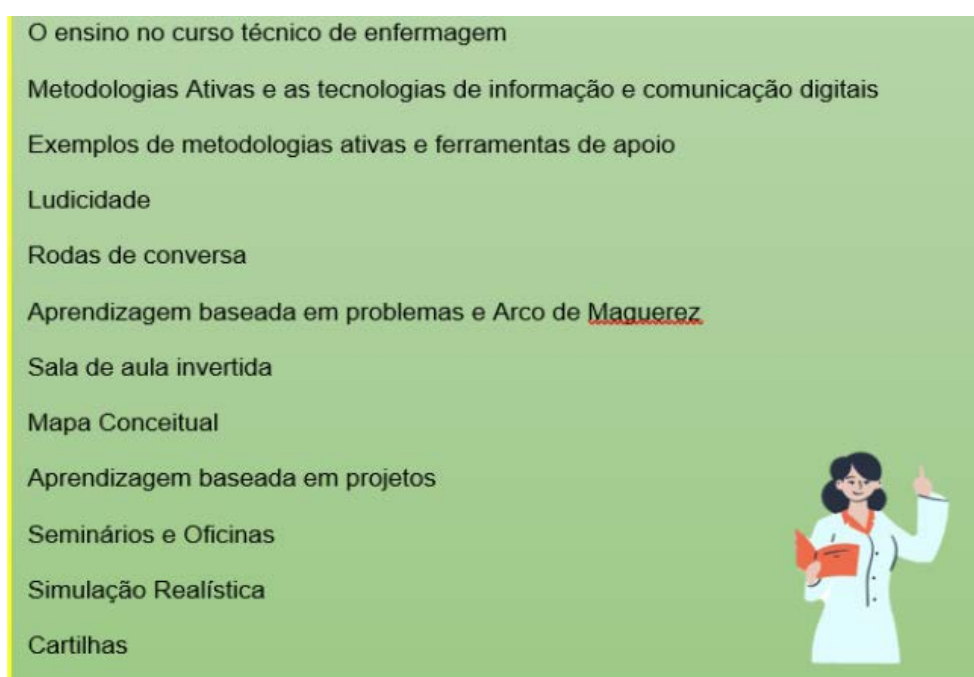 O ensino no curso técnico de enfermagem
Metodologias Ativas e as tecnologias de informação e comunicação digitais
Exemplos de metodologias ativas e ferramentas de apoio
Ludicidade
Rodas de conversa
Aprendizagem baseada em problemas e Arco de Maguerez
Sala de aula invertida
Mapa Conceitual
Aprendizagem baseada em projetos
Seminários e Oficinas
Simulação Realística
Cartilhas